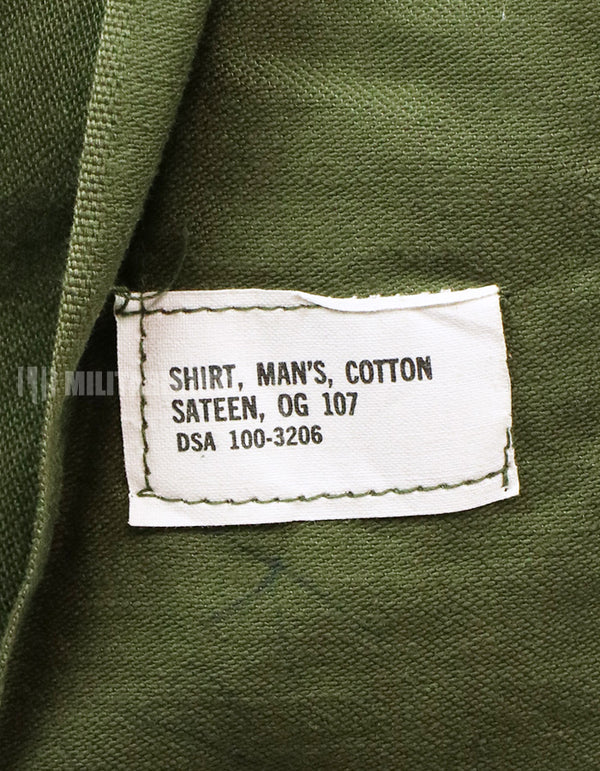 SHIRT, MAN'S, COTTON
SATEEN, OG 107
DSA 100-3206